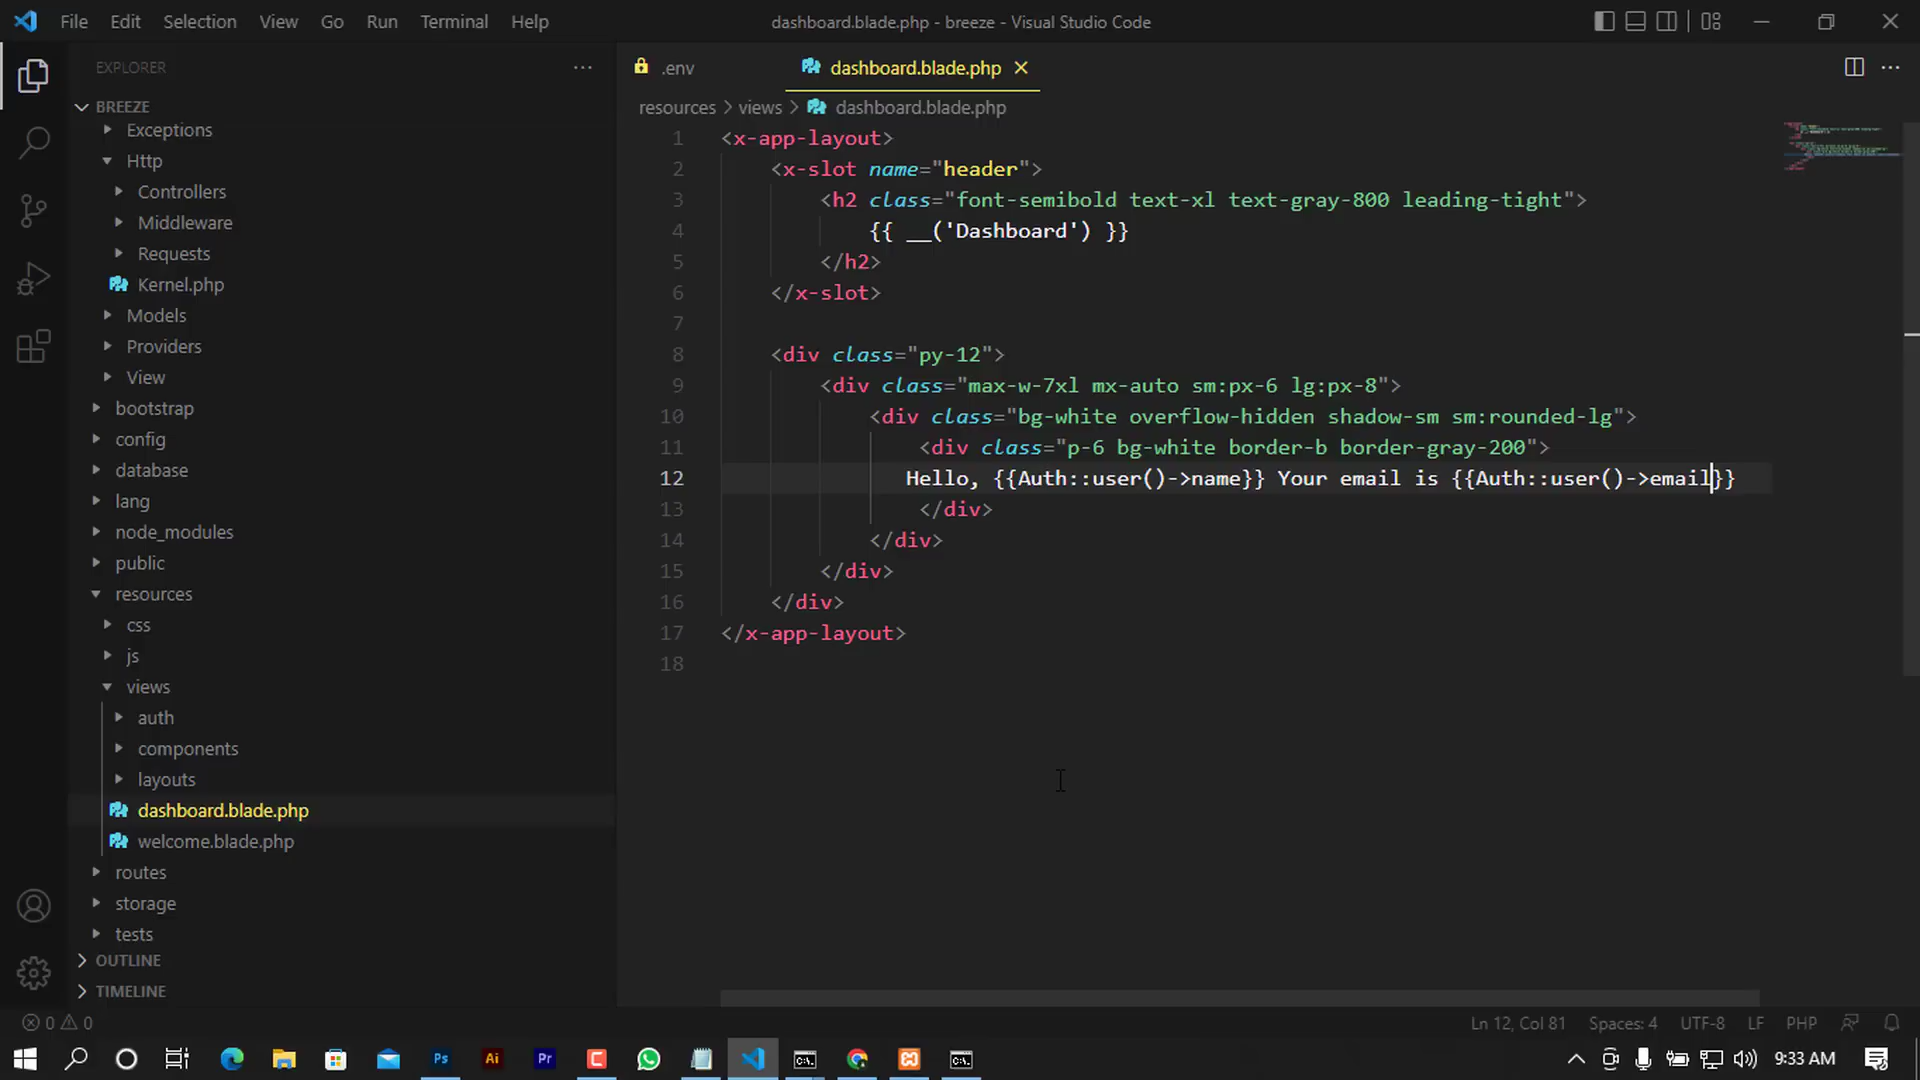 File Edit Selection View Go Run Terminal Help
dashboard.blade.php - breeze - Visual Studio Code
EXPLORER
BREEZE
Exceptions
Http
Controllers
Middleware
Requests
Kernel.php
Models
Providers
View
bootstrap
config
database
lang
node_modules
public
resources
css
js
views
auth
components
layouts
dashboard.blade.php
welcome.blade.php
routes
storage
tests
OUTLINE
TIMELINE
.env
dashboard.blade.php
resources > views > dashboard.blade.php
1 <x-app-layout>
2 <x-slot name="header">
3 <h2 class="font-semibold text-xl text-gray-800 leading-tight">
4 {{ __('Dashboard') }}
5 </h2>
6 </x-slot>
7
8 <div class="py-12">
9 <div class="max-w-7xl mx-auto sm:px-6 lg:px-8">
10 <div class="bg-white overflow-hidden shadow-sm sm:rounded-lg">
11 <div class="p-6 bg-white border-b border-gray-200">
12 Hello, {{Auth::user()->name}} Your email is {{Auth::user()->email}}
13 </div>
14 </div>
15 </div>
16 </div>
17 </x-app-layout>
18
0 0
Ln 12, Col 81 Spaces: 4 UTF-8 LF PHP
Ps Ai Pr C C:\. C:\.
9:33 AM